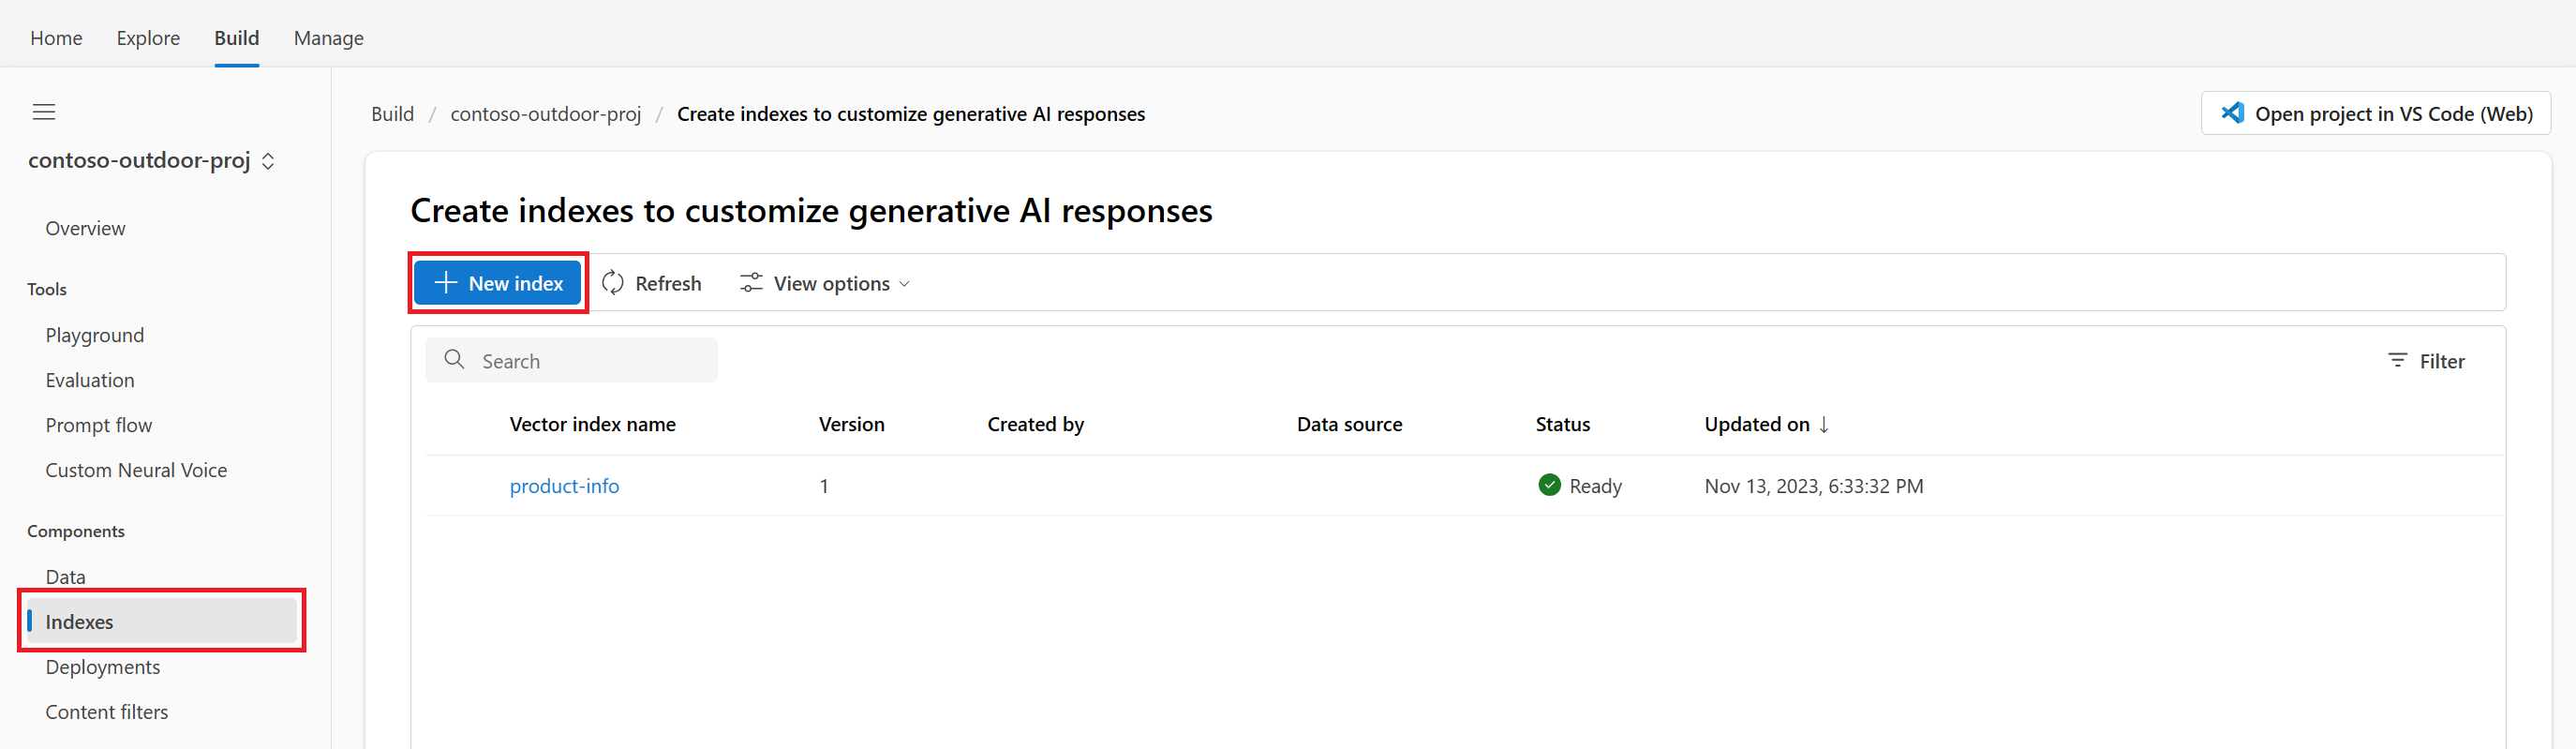 Home Explore Build Manage
contoso-outdoor-proj
Overview
Tools
Playground
Evaluation
Prompt flow
Custom Neural Voice
Components
Data
Indexes
Deployments
Content filters
Build / contoso-outdoor-proj / Create indexes to customize generative AI responses
Open project in VS Code (Web)
Create indexes to customize generative AI responses
New index Refresh View options
Search
Filter
Vector index name Version Created by Data source Status Updated on ↓
product-info 1 Ready Nov 13, 2023, 6:33:32 PM